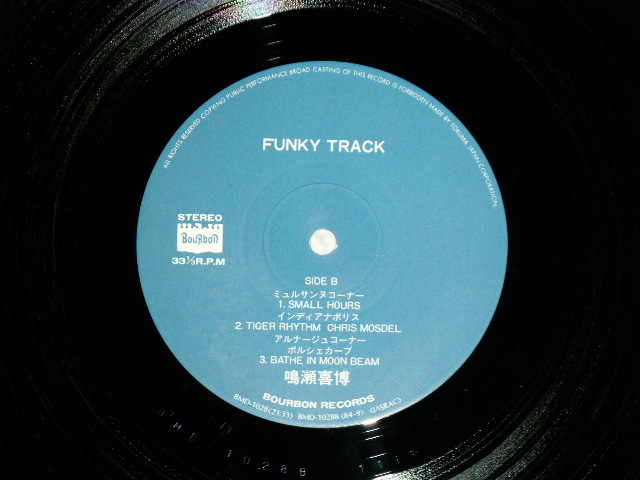 ALL RIGHTS RESERVED COPYING PUBLIC PERFORMANCE BROAD CASTING OF THIS RECORD IS FORBIDDEN MADE BY TOKUMA JAPAN CORPORATION.
FUNKY TRACK
STEREO
BOURBON
33⅓R.P.M
SIDE B
ミュルサンヌコーナー
1. SMALL HOURS
インディアナポリス
2. TIGER RHYTHM CHRIS MOSDEL
アルナージュコーナー
ポルシェカーブ
3. BATHE IN MOON BEAM
鳴瀬喜博
BOURBON RECORDS
BMD-1028(21:33) BMD-1028B (84-9) (JASRAC)
BMD-1028B